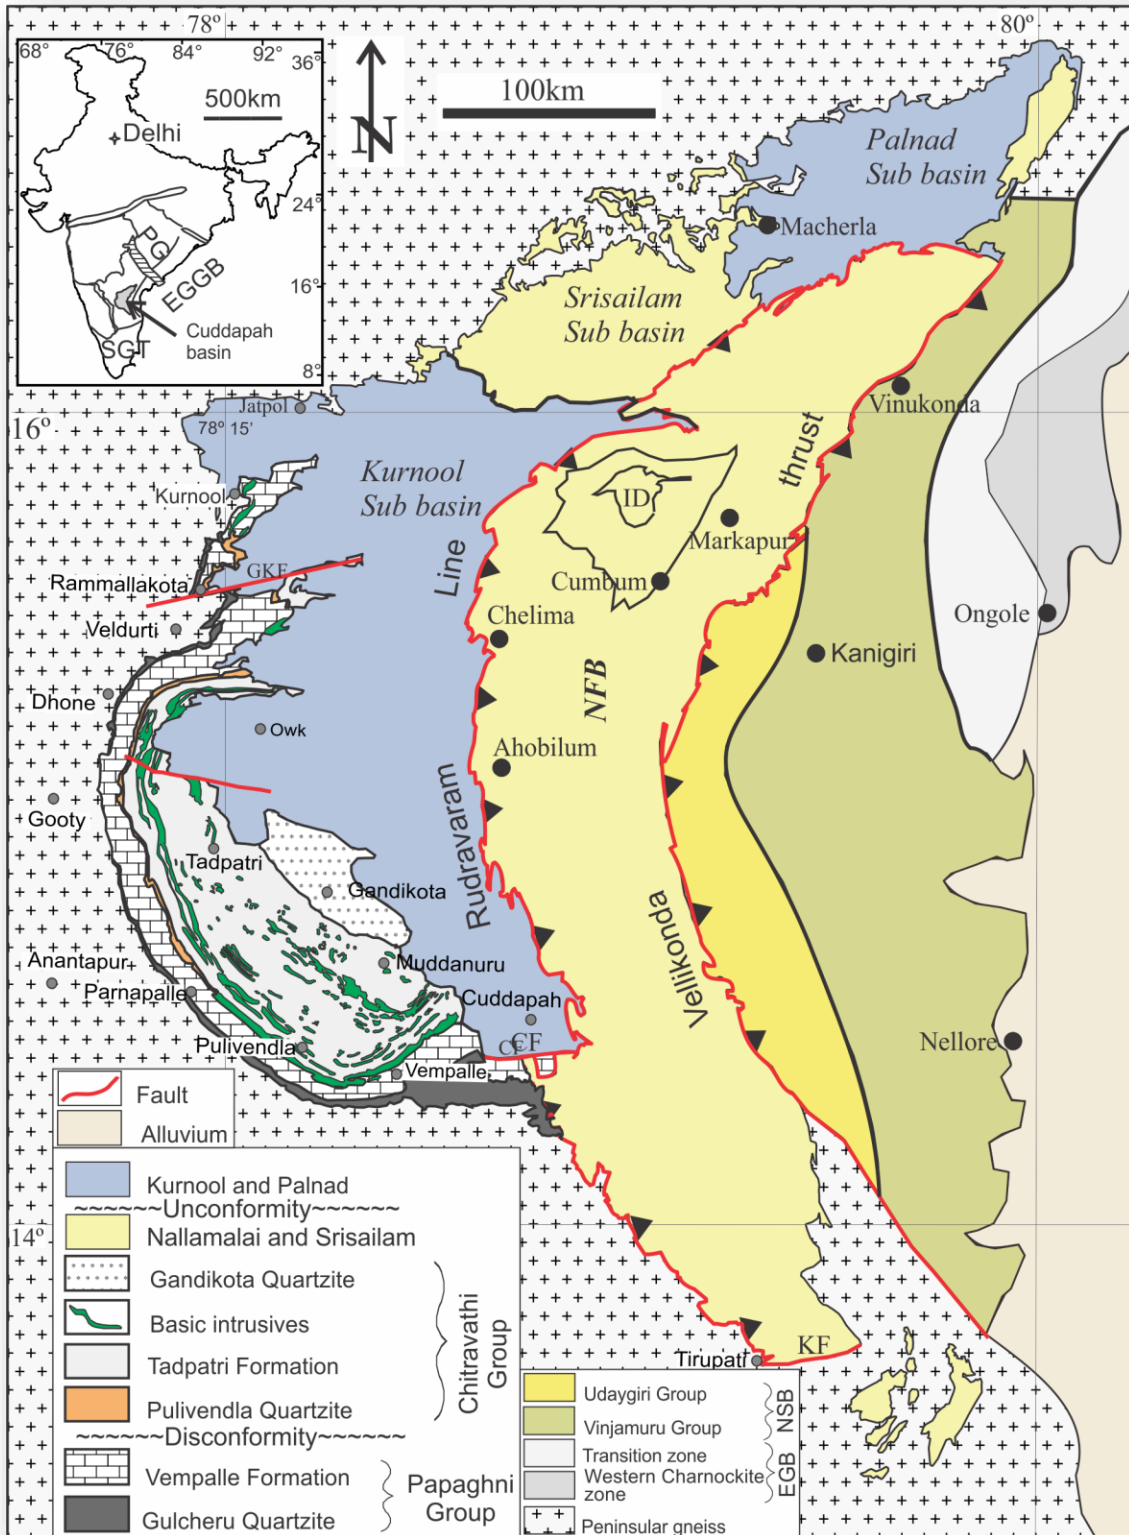 78°
80°
68°
76°
84°
92°
36°
500km
Delhi
24°
PG
EGGB
16°
Cuddapah
basin
SGT
8°
N
100km
Palnad
Sub basin
Macherla
Srisailam
Sub basin
Vinukonda
Jatpol
16°
78° 15'
Kurnool
Sub basin
thrust
ID
Kurnool
Markapur
Line
GKF
Cumbum
Rammallakota
Chelima
Ongole
Veldurti
Kanigiri
NFB
Dhone
Owk
Ahobilum
Gooty
Rudravaram
Tadpatri
Gandikota
Vellikonda
Anantapur
Muddanuru
Parnapalle
Cuddapah
Nellore
Pulivendla
CF
CF
Vempalle
Fault
Alluvium
Kurnool and Palnad
~~~~~~Unconformity~~~~~~
14°
Nallamalai and Srisailam
Gandikota Quartzite
Basic intrusives
Tadpatri Formation
Pulivendla Quartzite
Chitravathi
Group
~~~~~~Disconformity~~~~~~
Vempalle Formation
Gulcheru Quartzite
Papaghni
Group
KF
Tirupati
Udaygiri Group
Vinjamuru Group
NSB
Transition zone
Western Charnockite
zone
EGB
Peninsular gneiss